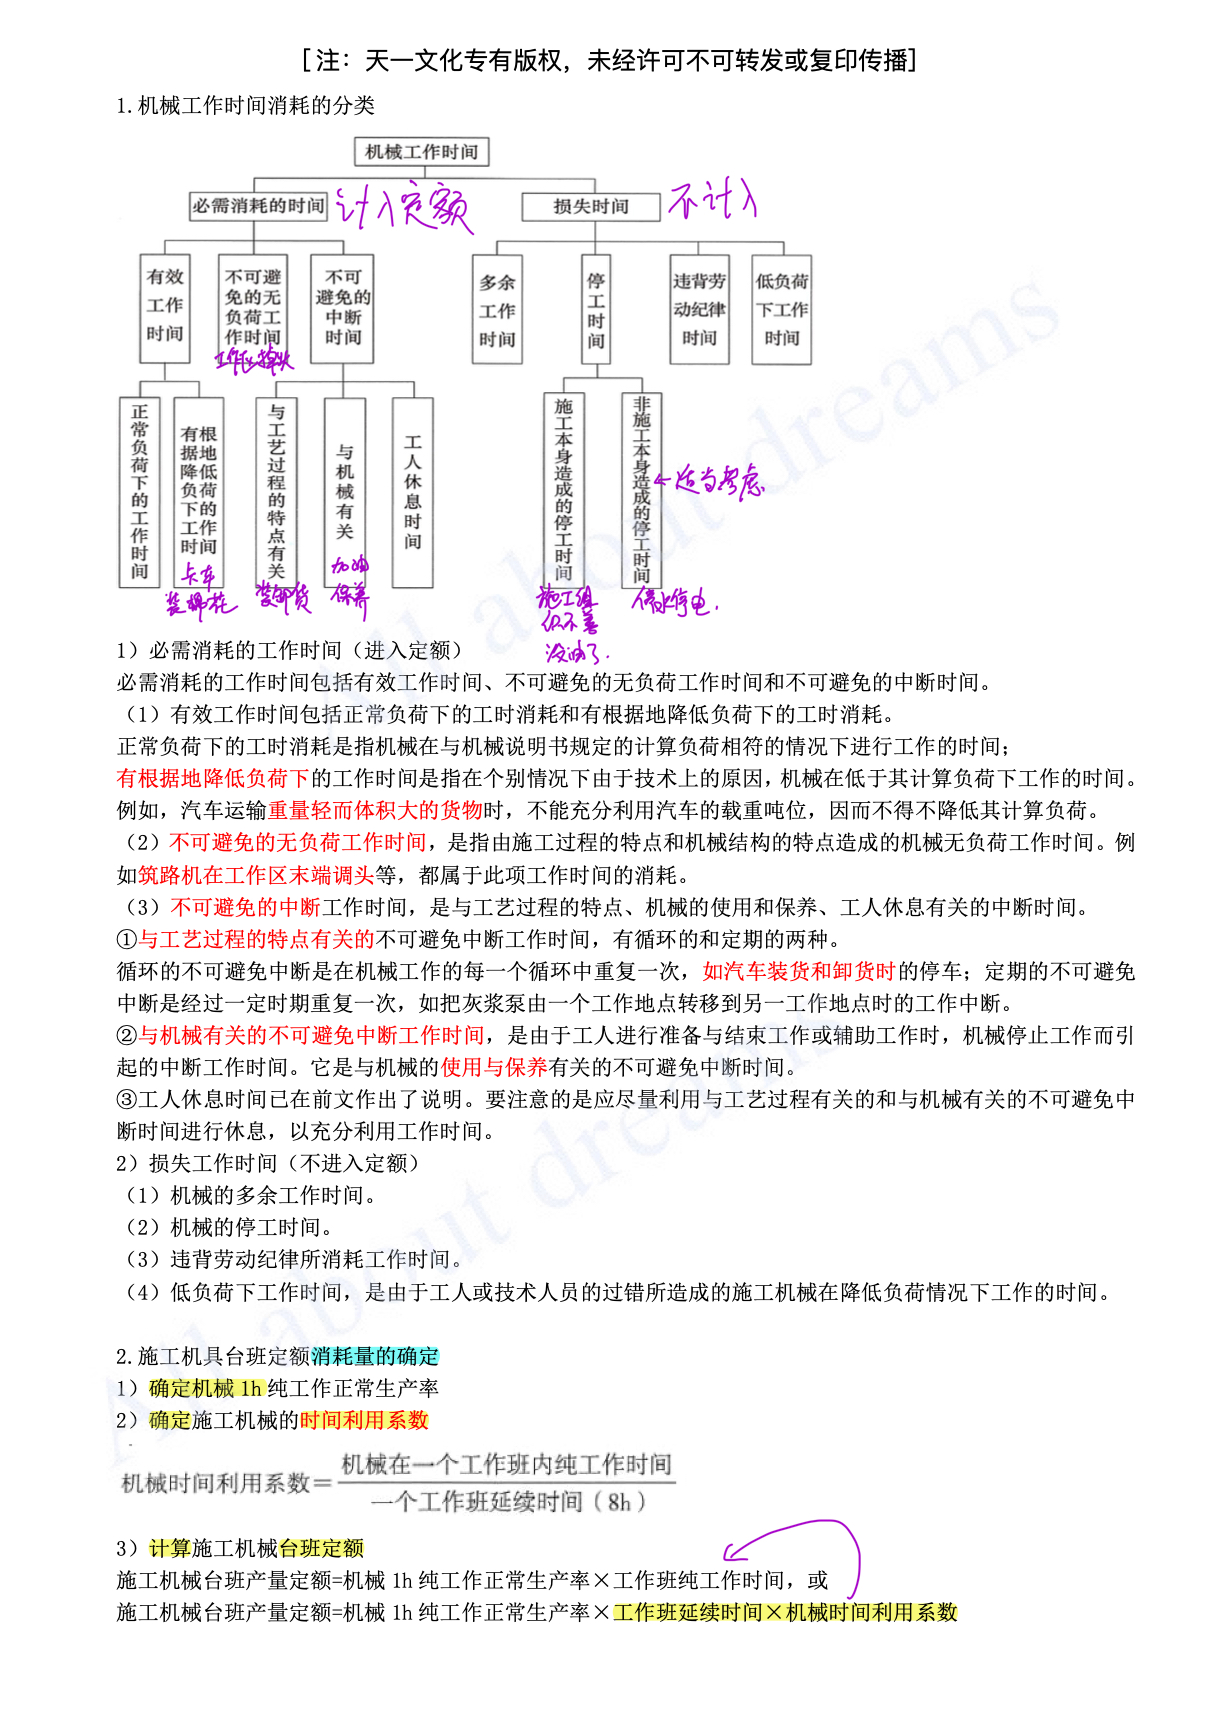 [注：天一文化专有版权，未经许可不可转发或复印传播]
1.机械工作时间消耗的分类
机械工作时间
必需消耗的时间 计入定额 损失时间 不计入
有效工作时间 不可避免的无负荷工作时间 不可避免的中断时间 多余工作时间 停工时间 违背劳动纪律时间 低负荷下工作时间
正常负荷下的工作时间 有根据地降低负荷下的工作时间 与工艺过程的特点有关 与机械有关 工人休息时间 施工本身造成的停工时间 非施工本身造成的停工时间 ←适当考虑.
卡车装棉花 装卸货 加油保养 施工组织不善 没油了. 停水停电.
1）必需消耗的工作时间（进入定额）
必需消耗的工作时间包括有效工作时间、不可避免的无负荷工作时间和不可避免的中断时间。
（1）有效工作时间包括正常负荷下的工时消耗和有根据地降低负荷下的工时消耗。
正常负荷下的工时消耗是指机械在与机械说明书规定的计算负荷相符的情况下进行工作的时间；
有根据地降低负荷下的工作时间是指在个别情况下由于技术上的原因，机械在低于其计算负荷下工作的时间。
例如，汽车运输重量轻而体积大的货物时，不能充分利用汽车的载重吨位，因而不得不降低其计算负荷。
（2）不可避免的无负荷工作时间，是指由施工过程的特点和机械结构的特点造成的机械无负荷工作时间。例
如筑路机在工作区末端调头等，都属于此项工作时间的消耗。
（3）不可避免的中断工作时间，是与工艺过程的特点、机械的使用和保养、工人休息有关的中断时间。
①与工艺过程的特点有关的不可避免中断工作时间，有循环的和定期的两种。
循环的不可避免中断是在机械工作的每一个循环中重复一次，如汽车装货和卸货时的停车；定期的不可避免
中断是经过一定时期重复一次，如把灰浆泵由一个工作地点转移到另一工作地点时的工作中断。
②与机械有关的不可避免中断工作时间，是由于工人进行准备与结束工作或辅助工作时，机械停止工作而引
起的中断工作时间。它是与机械的使用与保养有关的不可避免中断时间。
③工人休息时间已在前文作出了说明。要注意的是应尽量利用与工艺过程有关的和与机械有关的不可避免中
断时间进行休息，以充分利用工作时间。
2）损失工作时间（不进入定额）
（1）机械的多余工作时间。
（2）机械的停工时间。
（3）违背劳动纪律所消耗工作时间。
（4）低负荷下工作时间，是由于工人或技术人员的过错所造成的施工机械在降低负荷情况下工作的时间。
2.施工机具台班定额消耗量的确定
1）确定机械1h纯工作正常生产率
2）确定施工机械的时间利用系数
机械时间利用系数=机械在一个工作班内纯工作时间
一个工作班延续时间（8h）
3）计算施工机械台班定额
施工机械台班产量定额=机械1h纯工作正常生产率×工作班纯工作时间，或
施工机械台班产量定额=机械1h纯工作正常生产率×工作班延续时间×机械时间利用系数
All about dreams
All about dreams